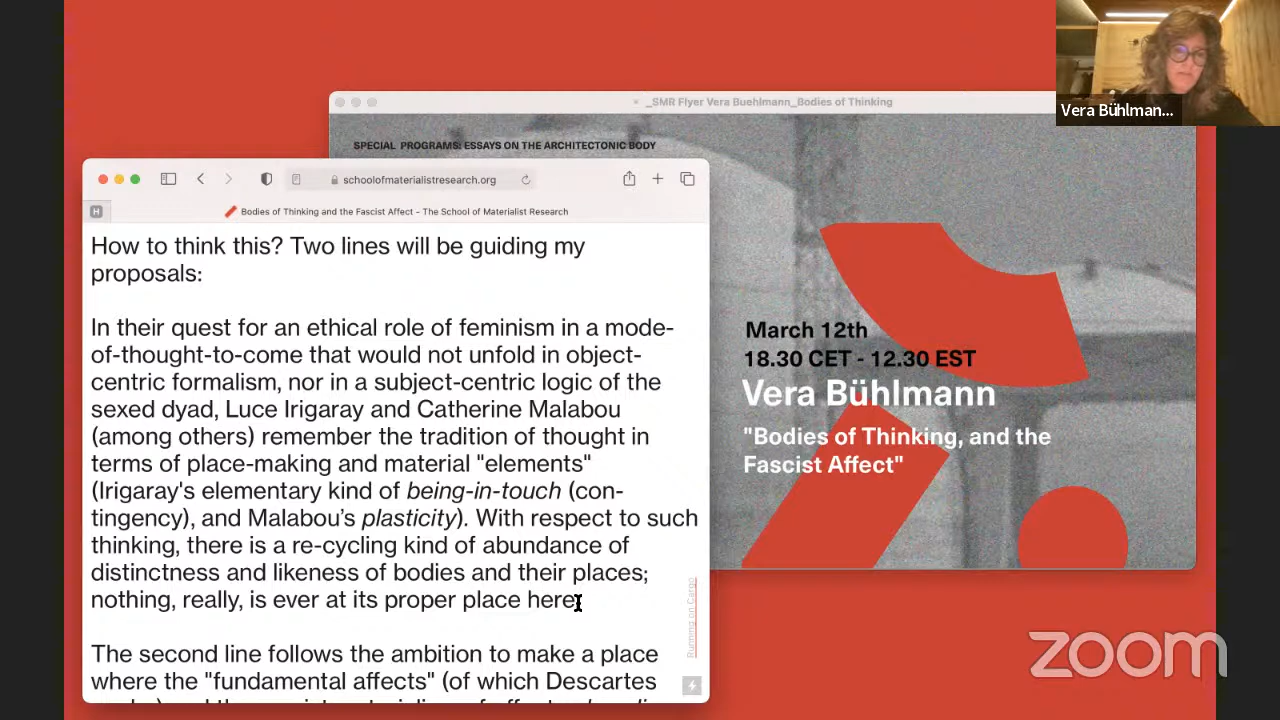 Vera Bühlman...
_SMR Flyer Vera Buehlmann_Bodies of Thinking
SPECIAL PROGRAMS: ESSAYS ON THE ARCHITECTONIC BODY
schoolofmaterialistresearch.org
H
Bodies of Thinking and the Fascist Affect - The School of Materialist Research
How to think this? Two lines will be guiding my
proposals:
In their quest for an ethical role of feminism in a mode-
of-thought-to-come that would not unfold in object-
centric formalism, nor in a subject-centric logic of the
sexed dyad, Luce Irigaray and Catherine Malabou
(among others) remember the tradition of thought in
terms of place-making and material "elements"
(Irigaray's elementary kind of being-in-touch (con-
tingency), and Malabou's plasticity). With respect to such
thinking, there is a re-cycling kind of abundance of
distinctness and likeness of bodies and their places;
nothing, really, is ever at its proper place here
The second line follows the ambition to make a place
where the "fundamental affects" (of which Descartes
Running on Cargo
March 12th
18.30 CET - 12.30 EST
Vera Bühlmann
"Bodies of Thinking, and the
Fascist Affect"
zoom